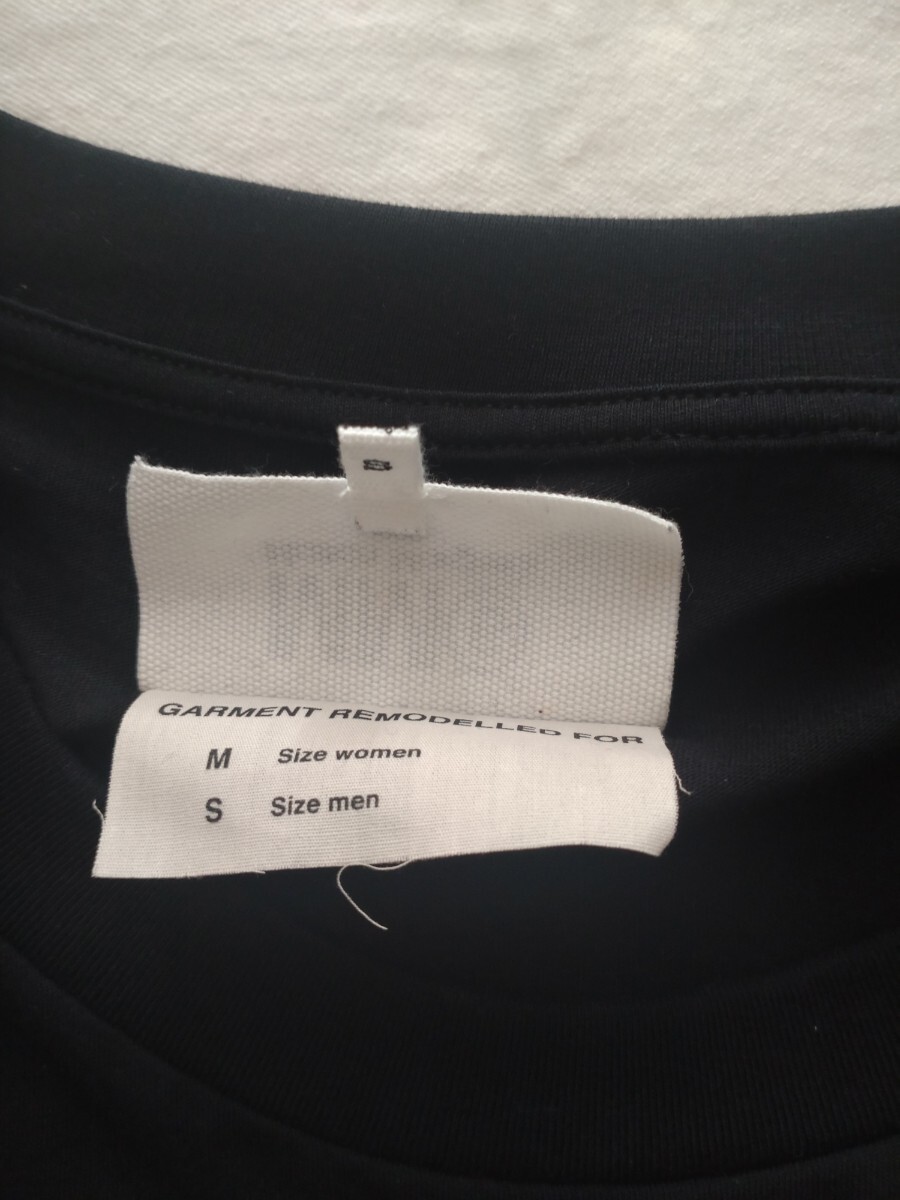 S
GARMENT REMODELLED FOR
M Size women
S Size men